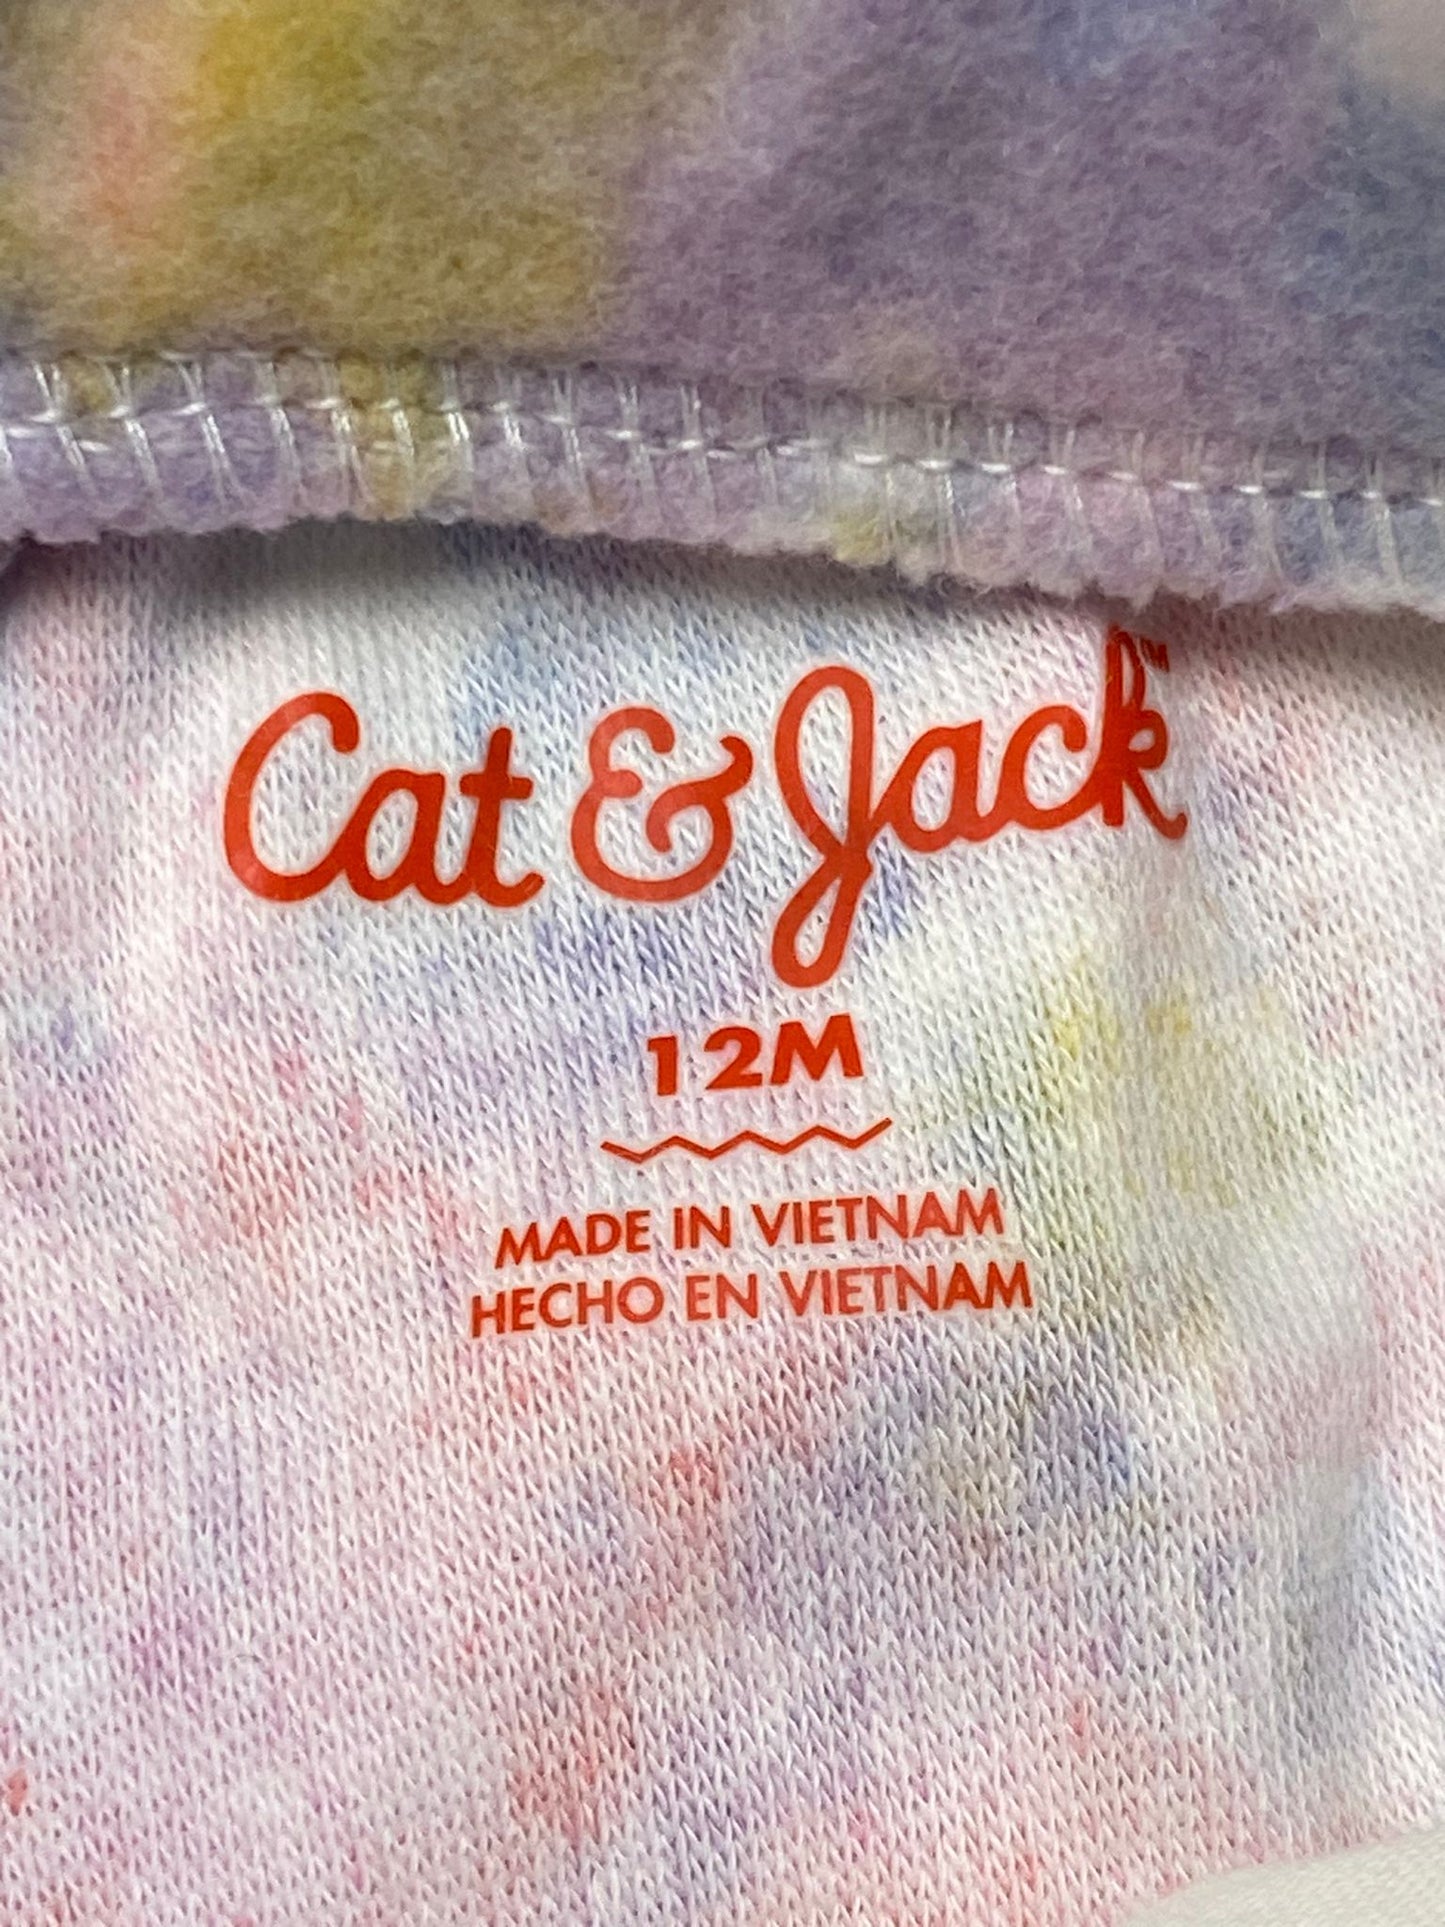 Cat & Jack™
12M
MADE IN VIETNAM
HECHO EN VIETNAM